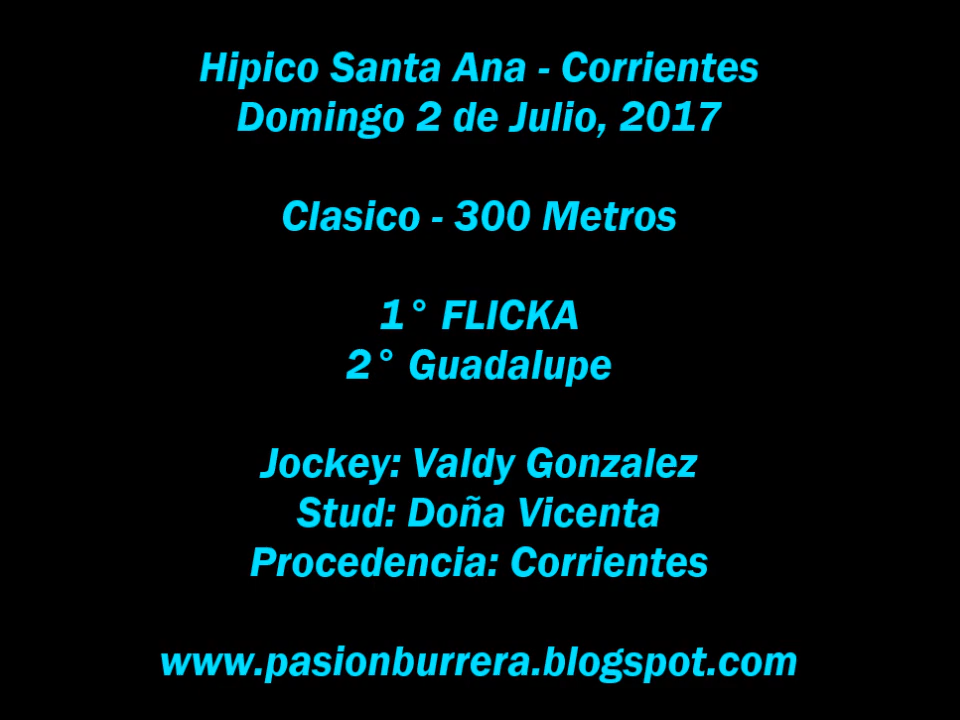 Hipico Santa Ana - Corrientes
Domingo 2 de Julio, 2017
Clasico - 300 Metros
1° FLICKA
2° Guadalupe
Jockey: Valdy Gonzalez
Stud: Doña Vicenta
Procedencia: Corrientes
www.pasionburrera.blogspot.com